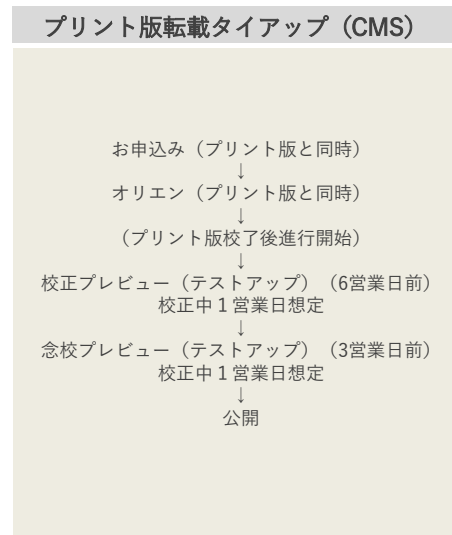 プリント版転載タイアップ（CMS）
お申込み（プリント版と同時）
↓
オリエン（プリント版と同時）
↓
（プリント版校了後進行開始）
↓
校正プレビュー（テストアップ）（6営業日前）
校正中１営業日想定
↓
念校プレビュー（テストアップ）（3営業日前）
校正中１営業日想定
↓
公開